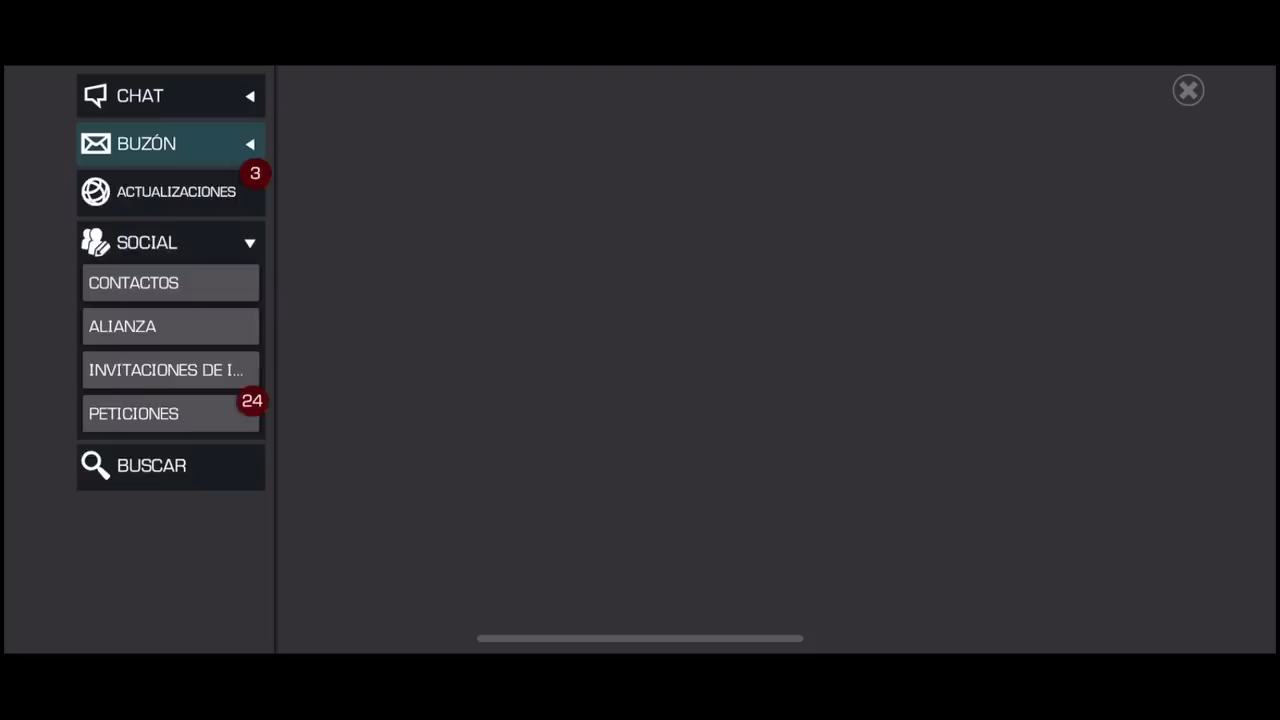 CHAT
BUZÓN
3
ACTUALIZACIONES
SOCIAL
CONTACTOS
ALIANZA
INVITACIONES DE I...
24
PETICIONES
BUSCAR